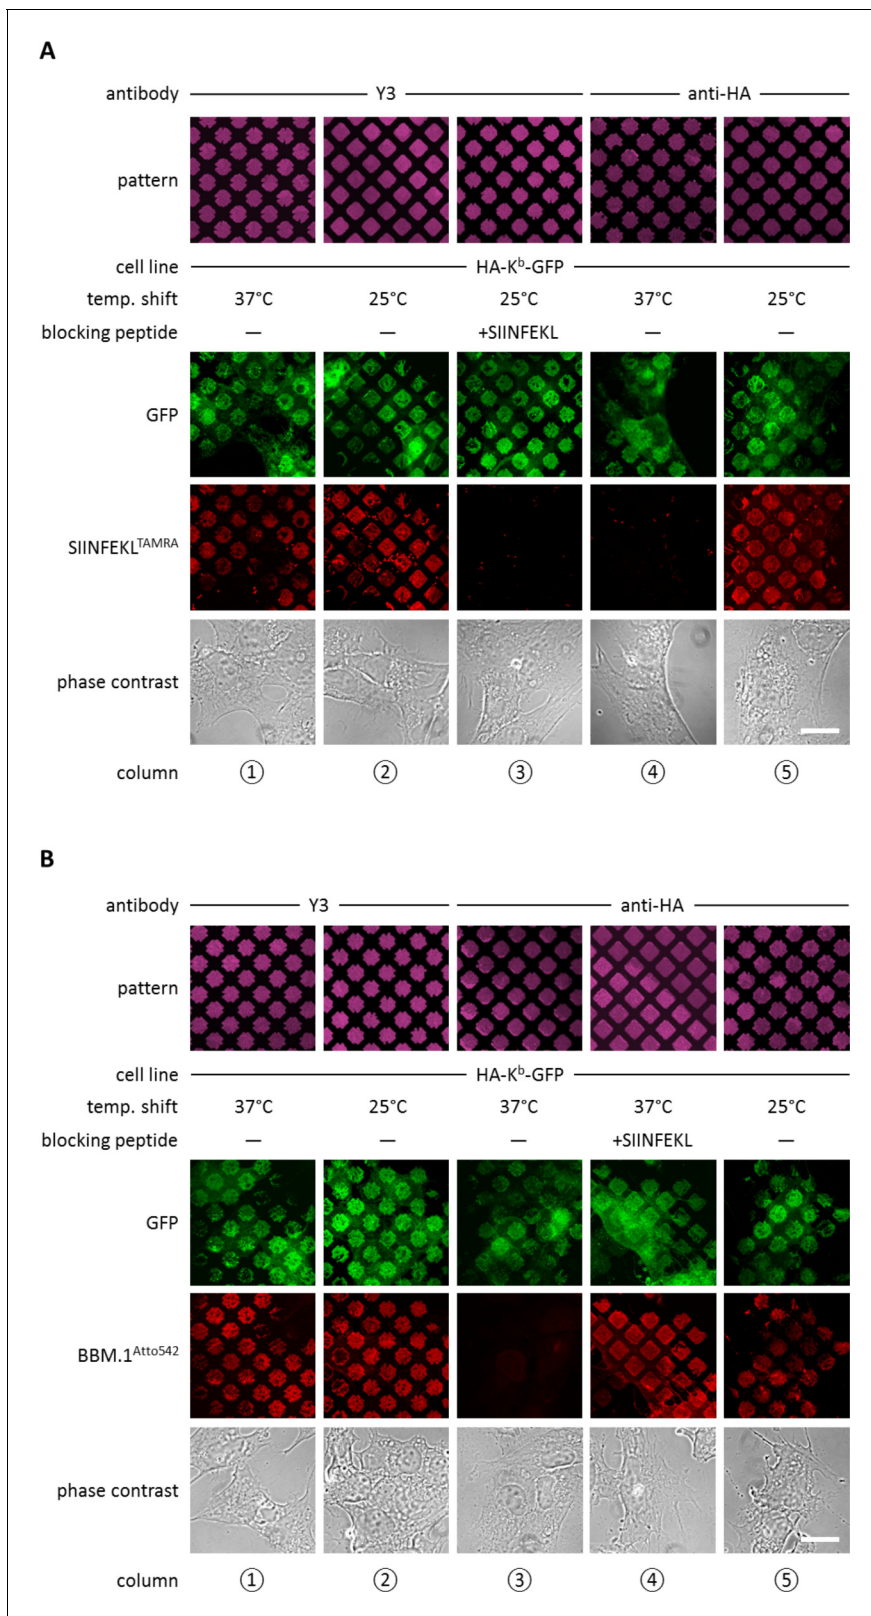 A
antibody Y3 anti-HA
pattern
cell line HA-Kᵇ-GFP
temp. shift 37°C 25°C 25°C 37°C 25°C
blocking peptide — — +SIINFEKL — —
GFP
SIINFEKLᵀᴬᴹᴿᴬ
phase contrast
column ① ② ③ ④ ⑤
B
antibody Y3 anti-HA
pattern
cell line HA-Kᵇ-GFP
temp. shift 37°C 25°C 37°C 37°C 25°C
blocking peptide — — — +SIINFEKL —
GFP
BBM.1ᴬᵗᵗᵒ⁵⁴²
phase contrast
column ① ② ③ ④ ⑤